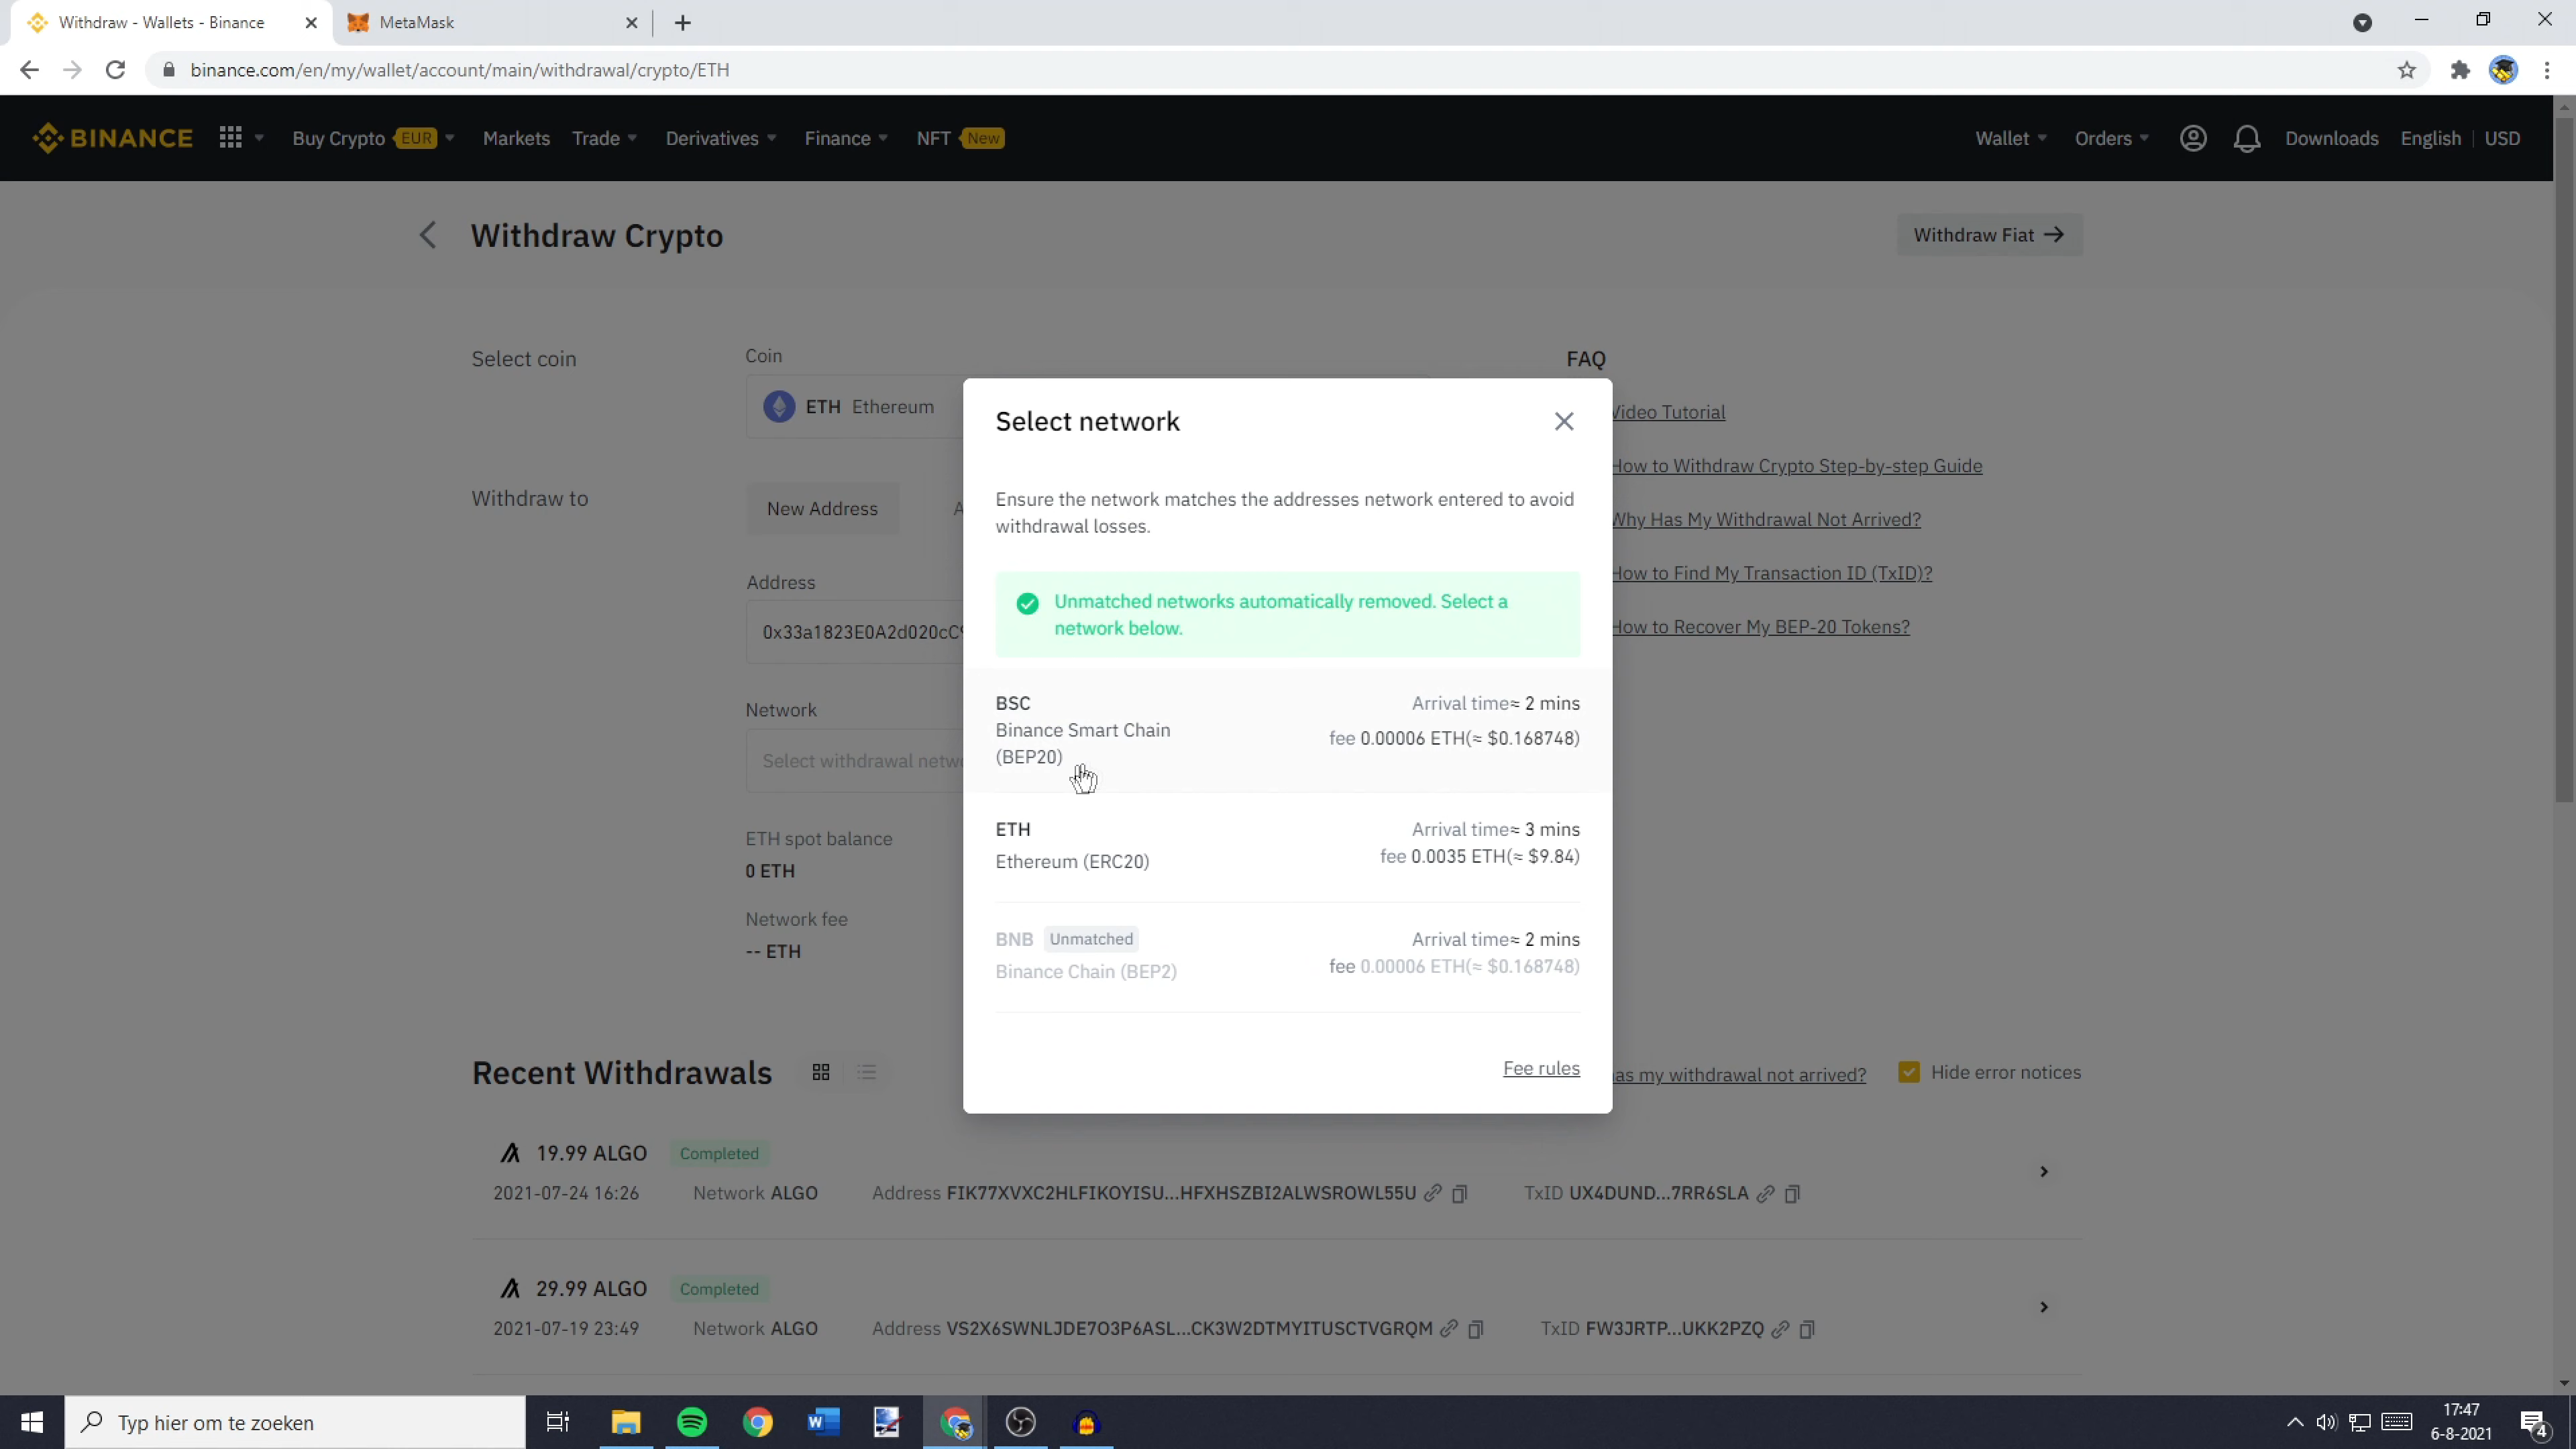 Withdraw - Wallets - Binance
MetaMask
binance.com/en/my/wallet/account/main/withdrawal/crypto/ETH
BINANCE Buy Crypto EUR Markets Trade Derivatives Finance NFT New Wallet Orders Downloads English USD
Withdraw Crypto
Withdraw Fiat
Select coin
Coin
ETH Ethereum
Withdraw to
New Address
A
Address
0x33a1823E0A2d020cC
Network
Select withdrawal netw
ETH spot balance
0 ETH
Network fee
-- ETH
FAQ
Video Tutorial
How to Withdraw Crypto Step-by-step Guide
Why Has My Withdrawal Not Arrived?
How to Find My Transaction ID (TxID)?
How to Recover My BEP-20 Tokens?
Select network
Ensure the network matches the addresses network entered to avoid
withdrawal losses.
Unmatched networks automatically removed. Select a
network below.
BSC Arrival time≈ 2 mins
Binance Smart Chain fee 0.00006 ETH(≈ $0.168748)
(BEP20)
ETH Arrival time≈ 3 mins
Ethereum (ERC20) fee 0.0035 ETH(≈ $9.84)
BNB Unmatched Arrival time≈ 2 mins
Binance Chain (BEP2) fee 0.00006 ETH(≈ $0.168748)
Fee rules
Recent Withdrawals
as my withdrawal not arrived?
Hide error notices
19.99 ALGO Completed
2021-07-24 16:26 Network ALGO Address FIK77XVXC2HLFIKOYISU...HFXHSZBI2ALWSROWL55U TxID UX4DUND...7RR6SLA
29.99 ALGO Completed
2021-07-19 23:49 Network ALGO Address VS2X6SWNLJDE7O3P6ASL...CK3W2DTMYITUSCTVGRQM TxID FW3JRTP...UKK2PZQ
Typ hier om te zoeken
17:47
6-8-2021
4